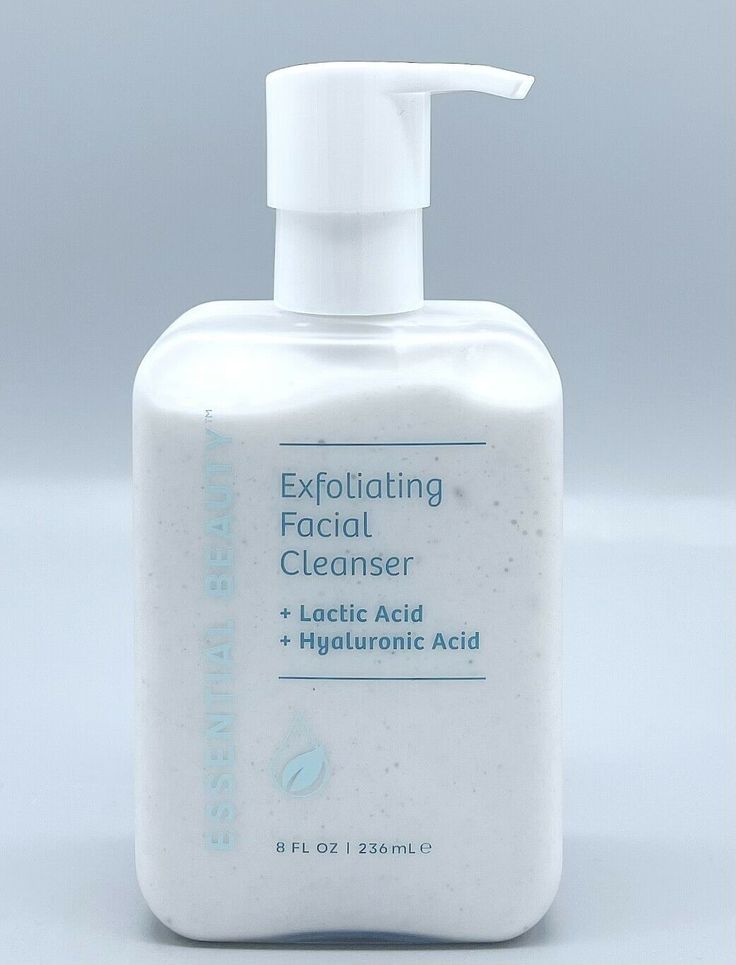 ESSENTIAL BEAUTY™
Exfoliating
Facial
Cleanser
+ Lactic Acid
+ Hyaluronic Acid
8 FL OZ | 236 mL ℮